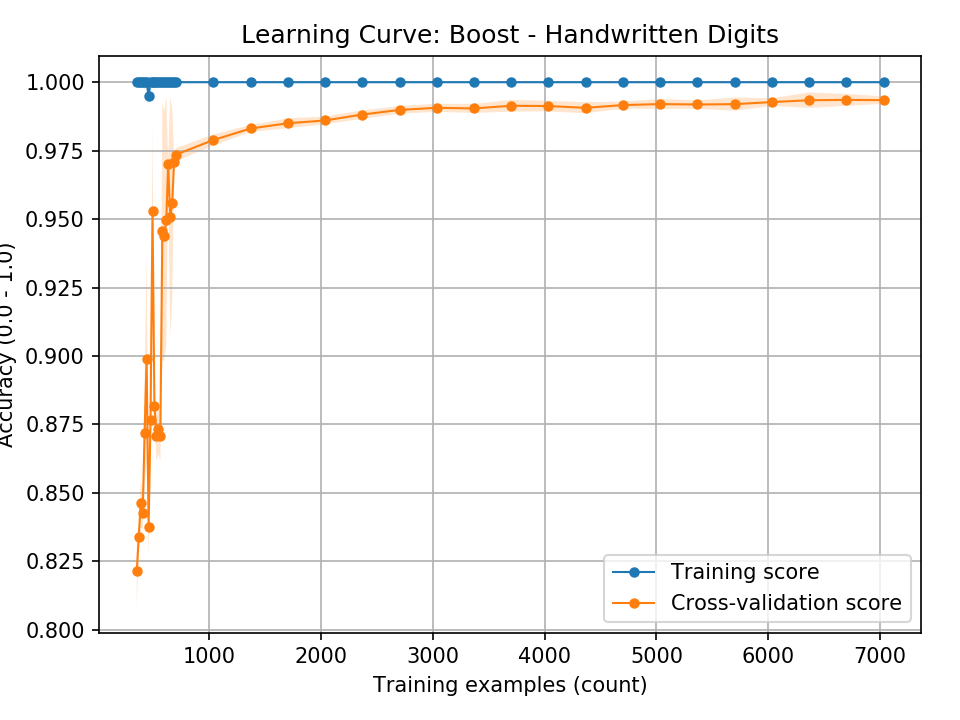 Learning Curve: Boost - Handwritten Digits
1.000
0.975
0.950
0.925
0.900
0.875
0.850
0.825
0.800
Accuracy (0.0 - 1.0)
Training score
Cross-validation score
1000 2000 3000 4000 5000 6000 7000
Training examples (count)